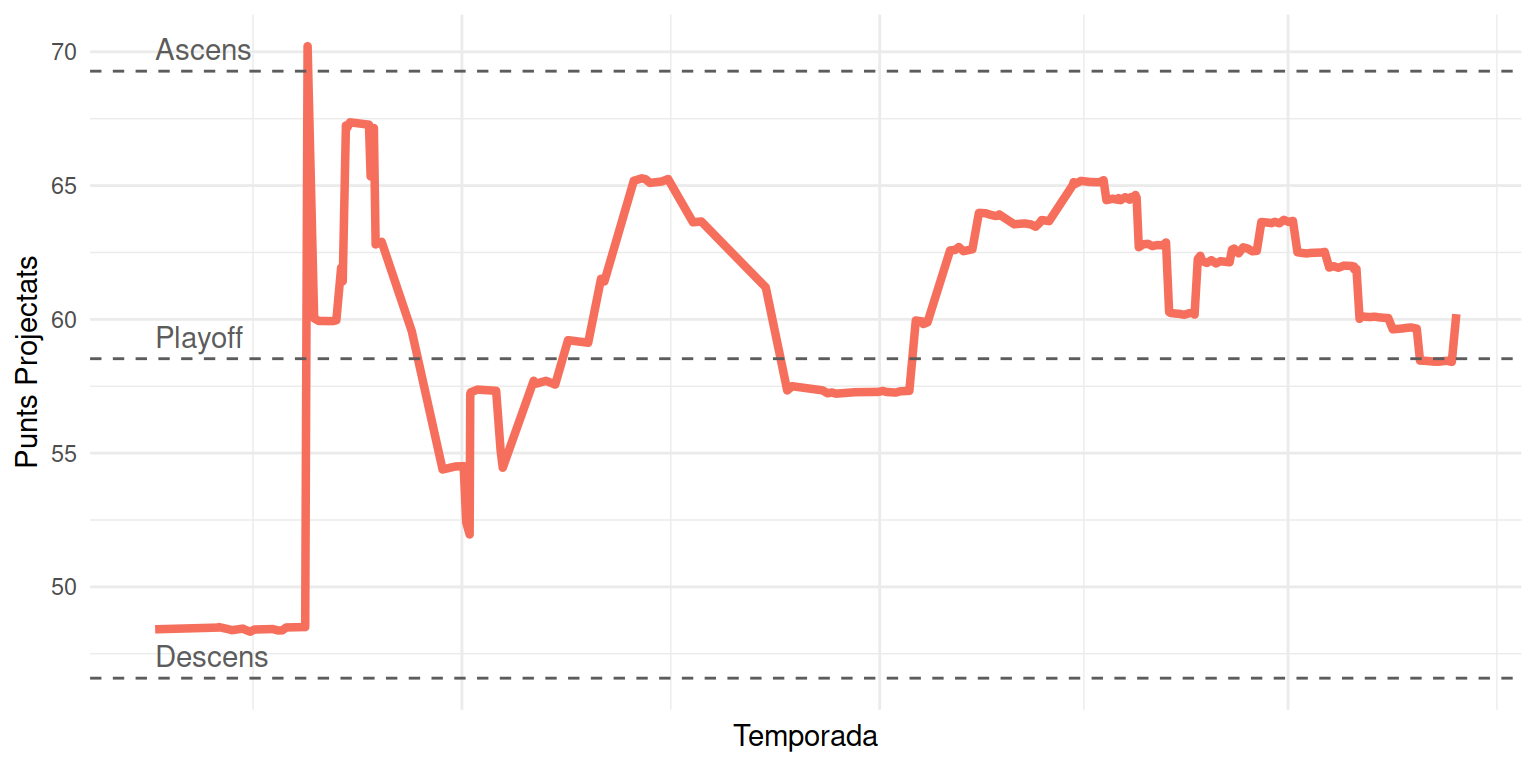 70
65
60
55
50
Punts Projectats
Ascens
Playoff
Descens
Temporada